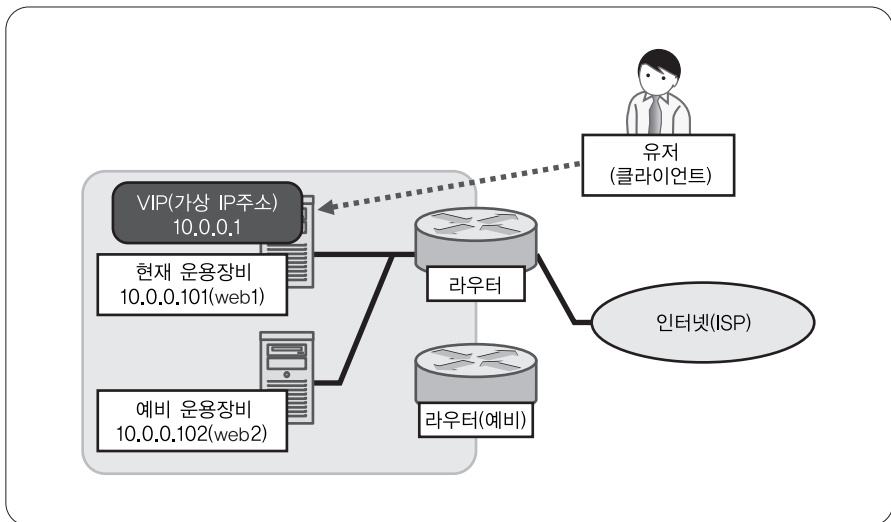 유저
(클라이언트)
VIP(가상 IP주소)
10.0.0.1
현재 운용장비
10.0.0.101(web1)
라우터
인터넷(ISP)
예비 운용장비
10.0.0.102(web2)
라우터(예비)